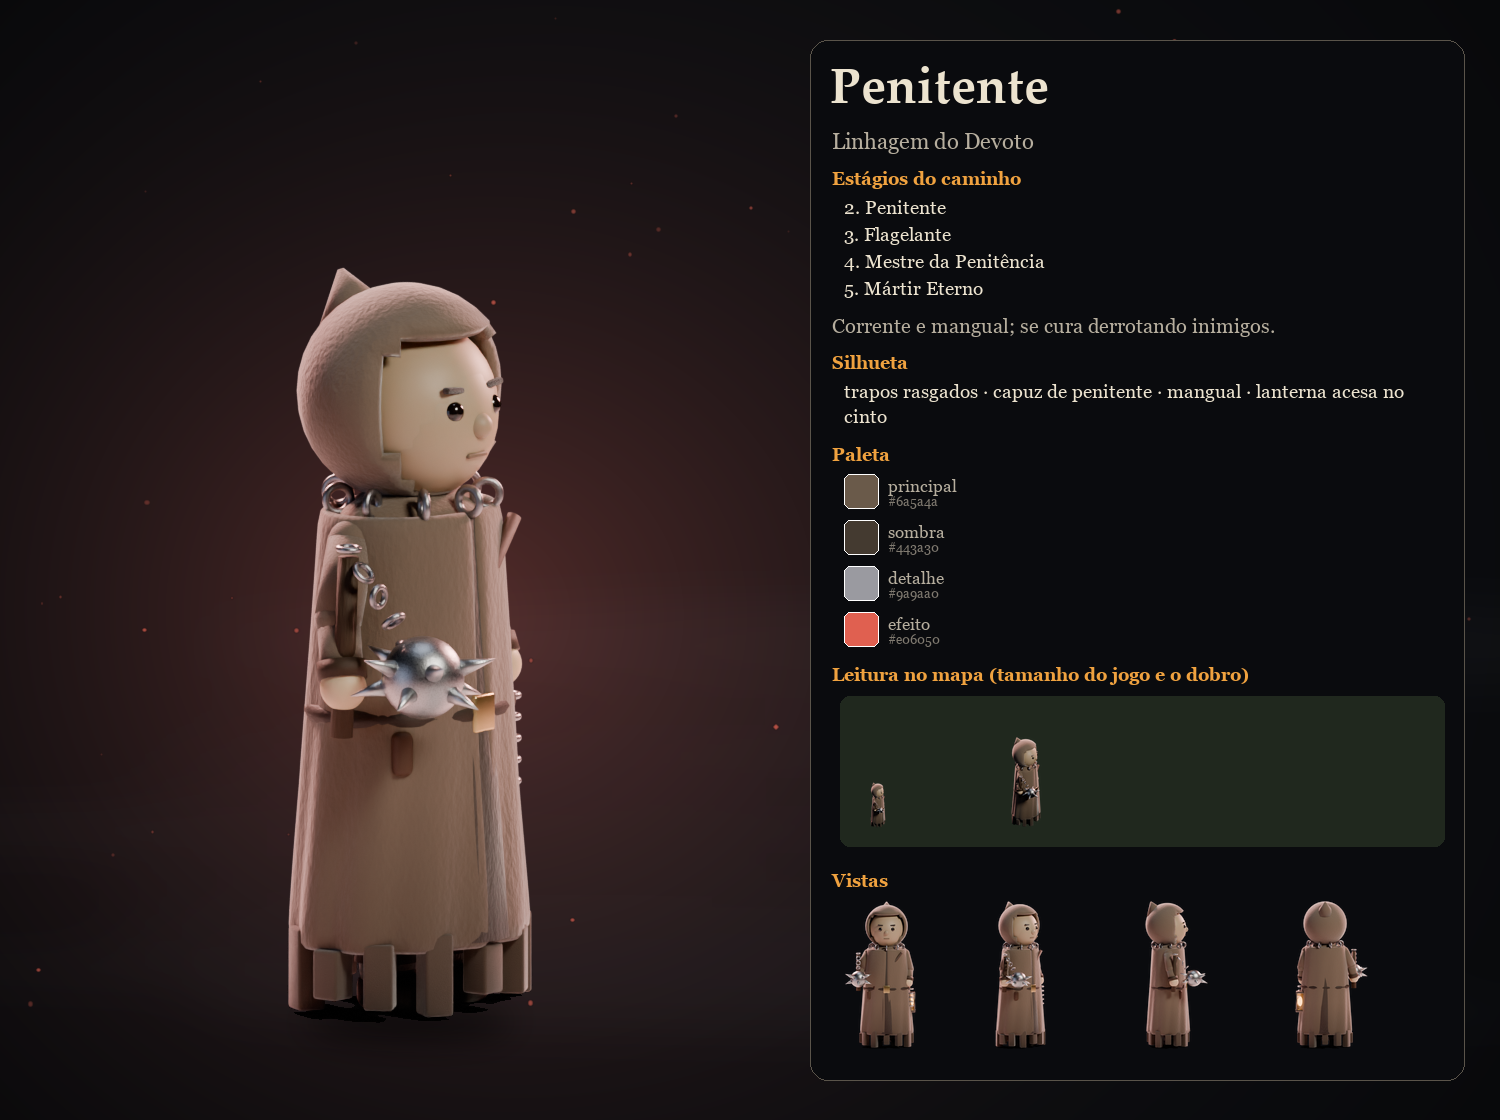 Penitente
Linhagem do Devoto
Estágios do caminho
2. Penitente
3. Flagelante
4. Mestre da Penitência
5. Mártir Eterno
Corrente e mangual; se cura derrotando inimigos.
Silhueta
trapos rasgados · capuz de penitente · mangual · lanterna acesa no
cinto
Paleta
principal
#6a5a4a
sombra
#443a30
detalhe
#9a9aa0
efeito
#e06050
Leitura no mapa (tamanho do jogo e o dobro)
Vistas